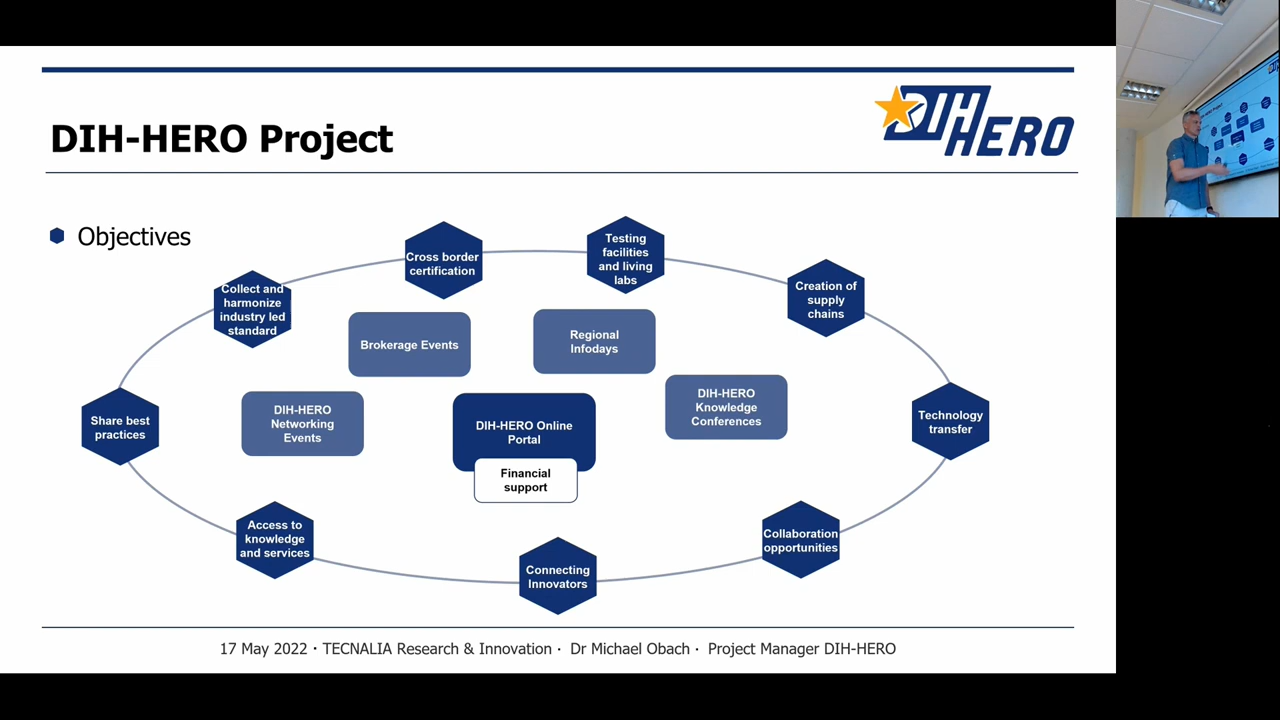 DIH-HERO Project
DIH
HERO
Objectives
Cross border
certification
Testing
facilities
and living
labs
Collect and
harmonize
industry led
standard
Creation of
supply
chains
Brokerage Events
Regional
Infodays
DIH-HERO
Knowledge
Conferences
DIH-HERO
Networking
Events
DIH-HERO Online
Portal
Financial
support
Share best
practices
Technology
transfer
Access to
knowledge
and services
Collaboration
opportunities
Connecting
Innovators
17 May 2022 · TECNALIA Research & Innovation · Dr Michael Obach · Project Manager DIH-HERO